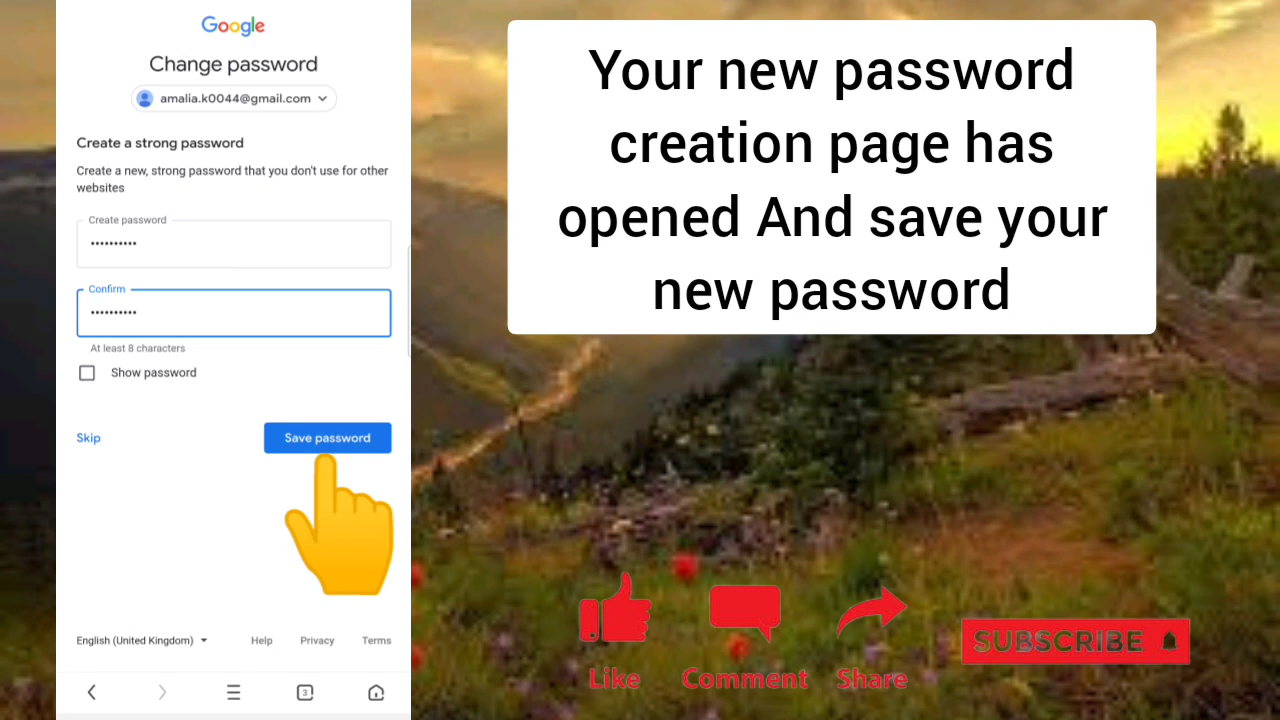 Google
Change password
amalia.k0044@gmail.com
Create a strong password
Create a new, strong password that you don't use for other
websites
Create password
••••••••••
Confirm
••••••••••
At least 8 characters
Show password
Skip
Save password
English (United Kingdom)
Help
Privacy
Terms
3
Your new password
creation page has
opened And save your
new password
Like
Comment
Share
SUBSCRIBE